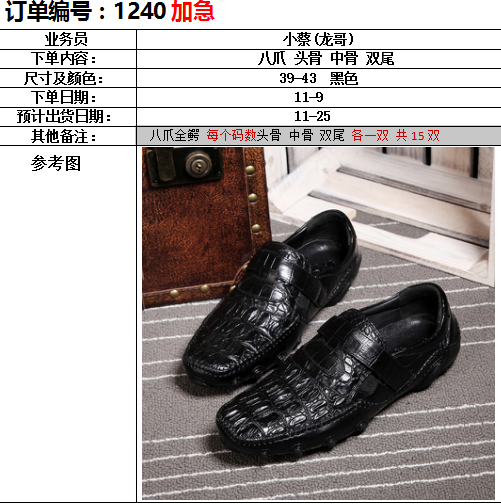 订单编号：1240 加急
业务员 小蔡(龙哥)
下单内容： 八爪 头骨 中骨 双尾
尺寸及颜色： 39-43 黑色
下单日期： 11-9
预计出货日期： 11-25
其他备注： 八爪全鳄 每个码数头骨 中骨 双尾 各一双 共15双
参考图